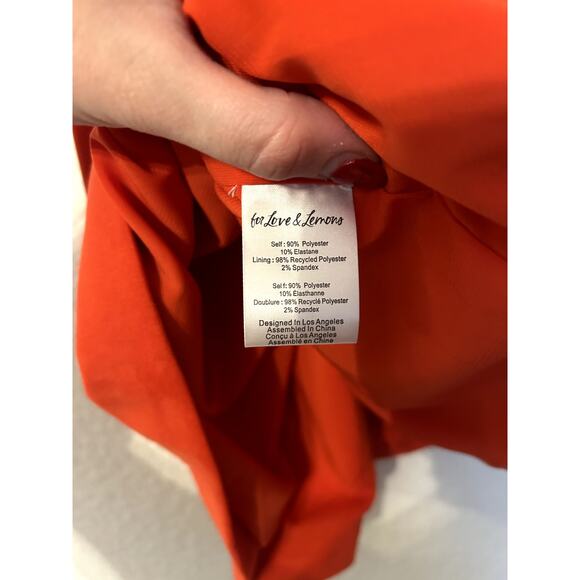 for Love & Lemons
Self: 90% Polyester
10% Elastane
Lining : 98% Recycled Polyester
2% Spandex
Self: 90% Polyester
10% Elasthanne
Doublure : 98% Recyclé Polyester
2% Spandex
Designed In Los Angeles
Assembled In China
Conçu à Los Angeles
Assemblé en Chine